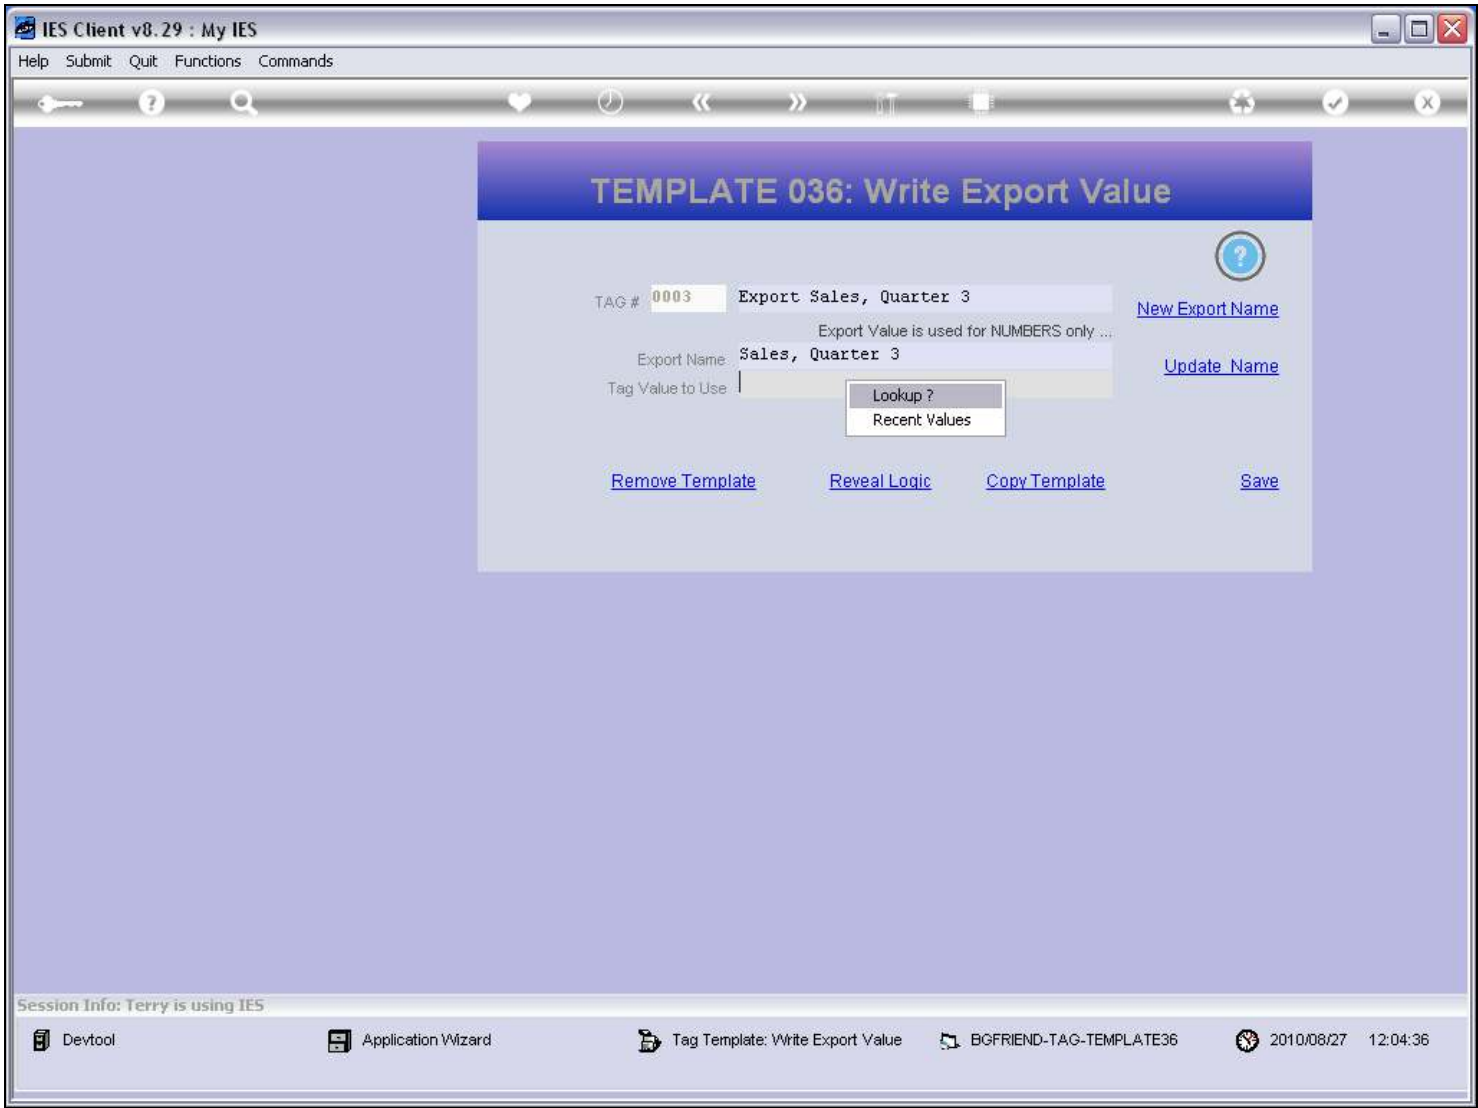 IES Client v8.29 : My IES
Help Submit Quit Functions Commands
TEMPLATE 036: Write Export Value
TAG # 0003 Export Sales, Quarter 3
New Export Name
Export Value is used for NUMBERS only ...
Export Name Sales, Quarter 3
Update Name
Tag Value to Use
Lookup ?
Recent Values
Remove Template Reveal Logic Copy Template Save
Session Info: Terry is using IES
Devtool Application Wizard Tag Template: Write Export Value BGFRIEND-TAG-TEMPLATE36 2010/08/27 12:04:36